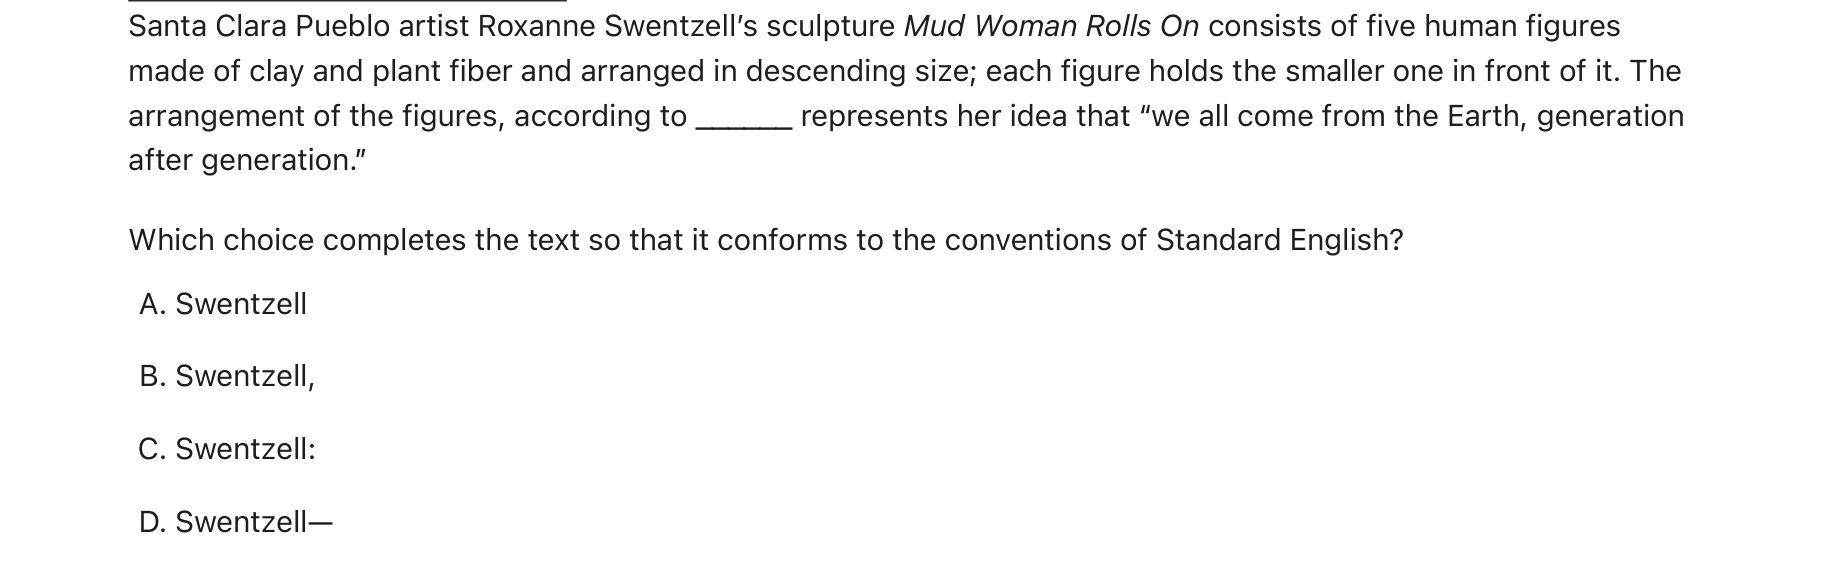 Santa Clara Pueblo artist Roxanne Swentzell’s sculpture Mud Woman Rolls On consists of five human figures
made of clay and plant fiber and arranged in descending size; each figure holds the smaller one in front of it. The
arrangement of the figures, according to ______ represents her idea that “we all come from the Earth, generation
after generation.”
Which choice completes the text so that it conforms to the conventions of Standard English?
A. Swentzell
B. Swentzell,
C. Swentzell:
D. Swentzell—